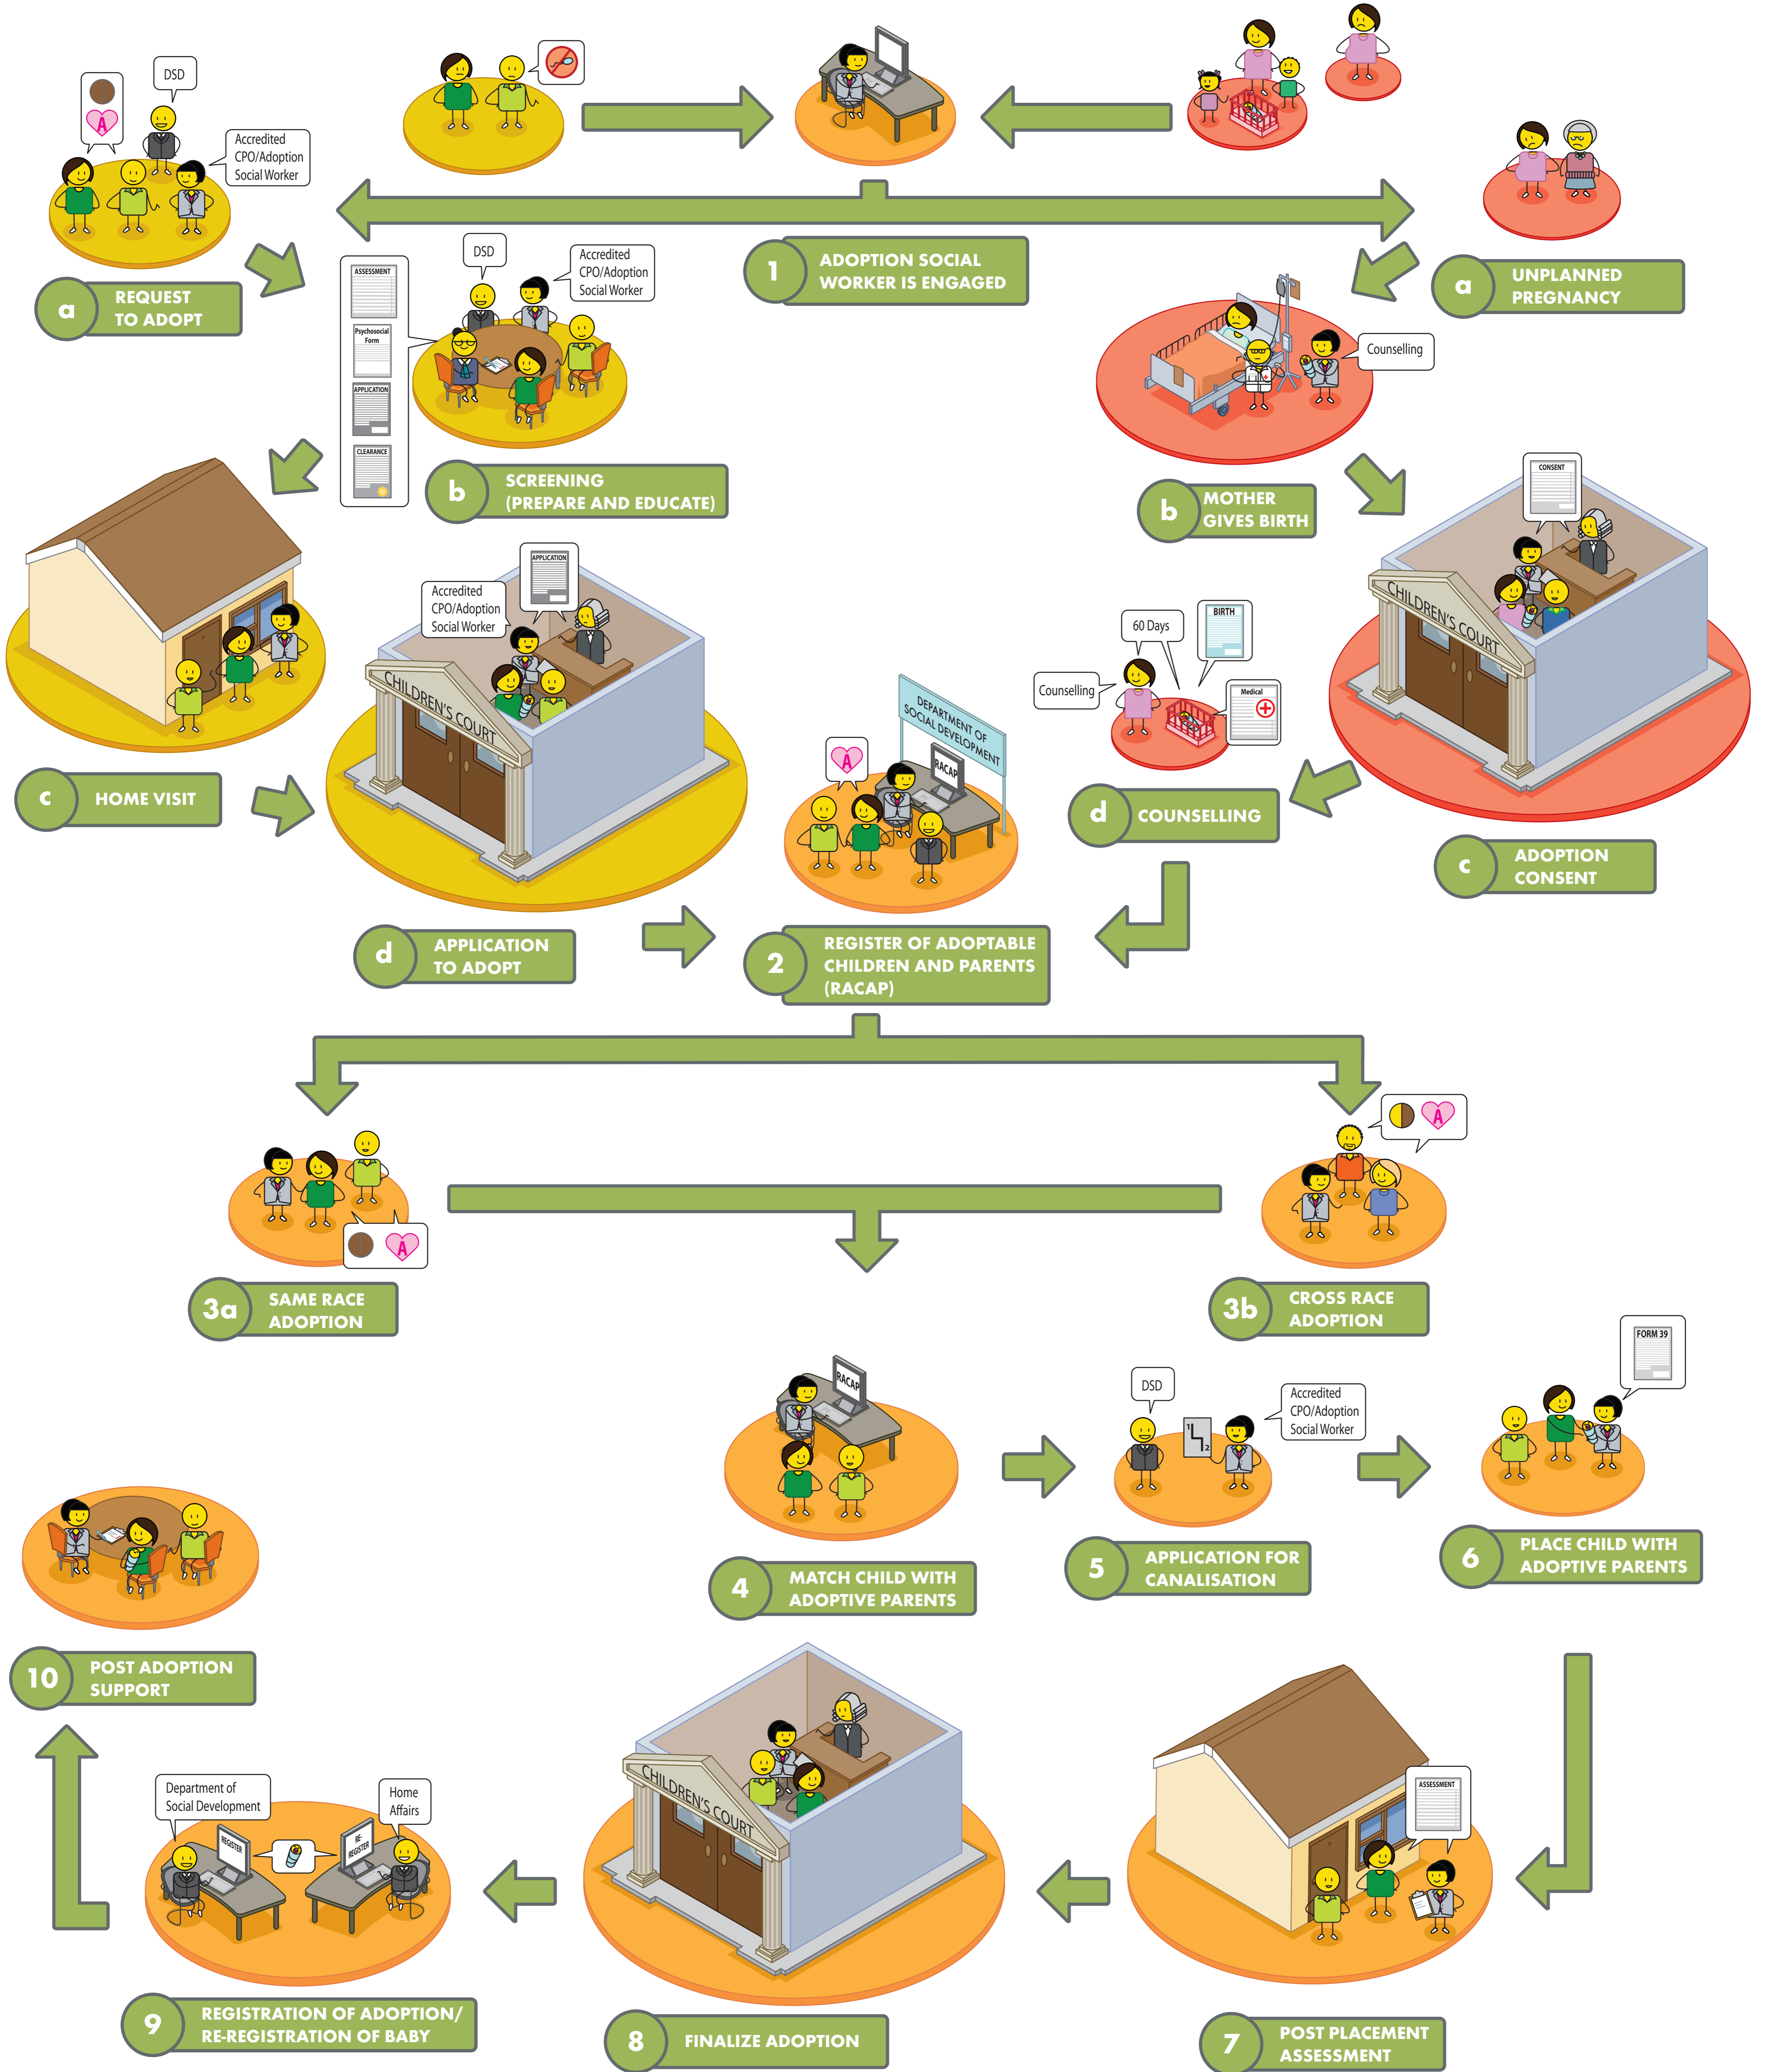 DSD
A
Accredited
CPO/Adoption
Social Worker
a
REQUEST
TO ADOPT
1
ADOPTION SOCIAL
WORKER IS ENGAGED
a
UNPLANNED
PREGNANCY
ASSESSMENT
Psychosocial
Form
APPLICATION
CLEARANCE
DSD
Accredited
CPO/Adoption
Social Worker
b
SCREENING
(PREPARE AND EDUCATE)
Counselling
b
MOTHER
GIVES BIRTH
c
HOME VISIT
APPLICATION
Accredited
CPO/Adoption
Social Worker
CHILDREN'S COURT
d
APPLICATION
TO ADOPT
CONSENT
CHILDREN'S COURT
c
ADOPTION
CONSENT
60 Days
BIRTH
Counselling
Medical
d
COUNSELLING
DEPARTMENT OF
SOCIAL DEVELOPMENT
A
RACAP
2
REGISTER OF ADOPTABLE
CHILDREN AND PARENTS
(RACAP)
A
3a
SAME RACE
ADOPTION
A
3b
CROSS RACE
ADOPTION
RACAP
4
MATCH CHILD WITH
ADOPTIVE PARENTS
DSD
1
2
Accredited
CPO/Adoption
Social Worker
5
APPLICATION FOR
CANALISATION
FORM 39
6
PLACE CHILD WITH
ADOPTIVE PARENTS
ASSESSMENT
7
POST PLACEMENT
ASSESSMENT
CHILDREN'S COURT
8
FINALIZE ADOPTION
Department of
Social Development
Home
Affairs
REGISTER
RE-
REGISTER
9
REGISTRATION OF ADOPTION/
RE-REGISTRATION OF BABY
10
POST ADOPTION
SUPPORT